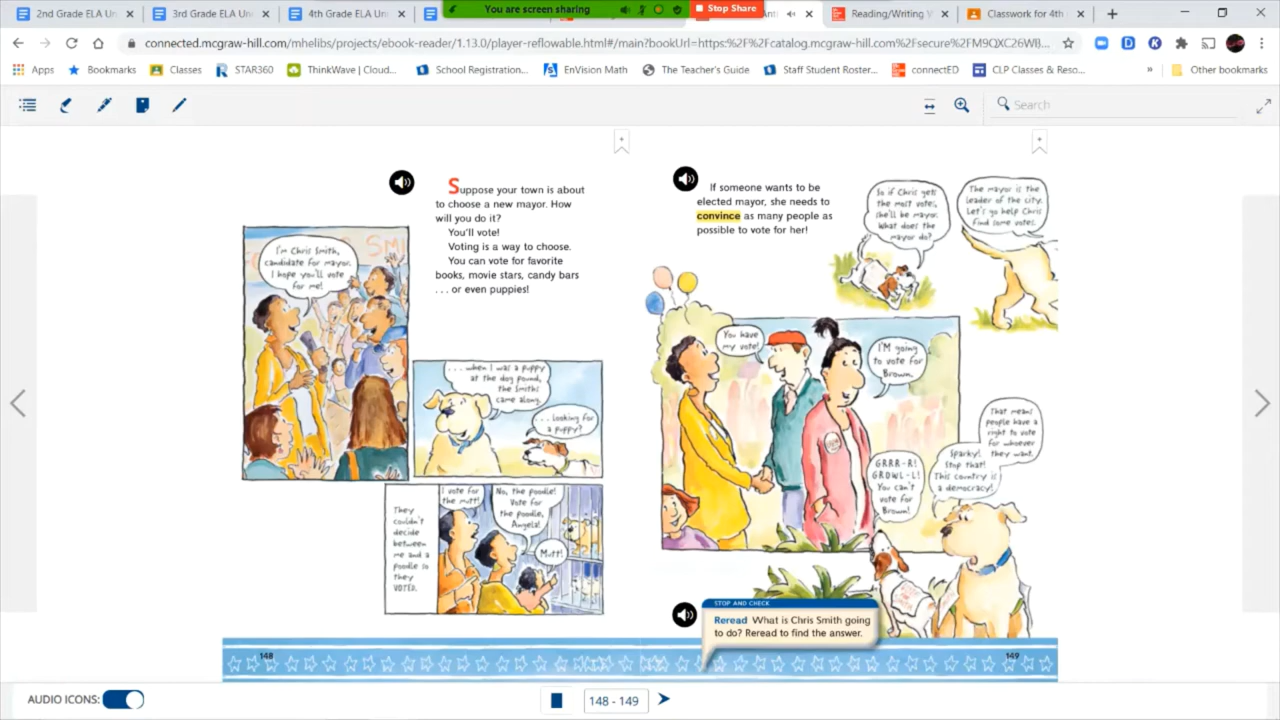 2nd Grade ELA Un
3rd Grade ELA Un
4th Grade ELA Un
You are screen sharing
Stop Share
Reading/Writing
Classwork for 4th
connected.mcgraw-hill.com/mhelibs/projects/ebook-reader/1.13.0/player-reflowable.html#/main?bookUrl=https:%2F%2Fcatalog.mcgraw-hill.com%2Fsecure%2FM9QXC26WBJ...
Apps
Bookmarks
Classes
STAR360
ThinkWave | Cloud...
School Registration...
EnVision Math
The Teacher's Guide
Staff Student Roster...
connectED
CLP Classes & Reso...
»
Other bookmarks
Search
Suppose your town is about
to choose a new mayor. How
will you do it?
You'll vote!
Voting is a way to choose.
You can vote for favorite
books, movie stars, candy bars
. . . or even puppies!
SM
I'm Chris Smith,
candidate for mayor.
I hope you'll vote
for me!
. . . when I was a puppy
at the dog pound,
the Smiths
came along.
. . . looking for
a puppy?
They
couldn't
decide
between
me and a
poodle so
they
VOTED.
I vote for
the mutt!
No, the poodle!
Vote for
the poodle,
Angela!
Mutt!
148
If someone wants to be
elected mayor, she needs to
convince as many people as
possible to vote for her!
So if Chris gets
the most votes,
she'll be mayor.
What does the
mayor do?
The mayor is the
leader of the city.
Let's go help Chris
find some votes.
You have
my vote!
I'M going
to vote for
Brown.
GRRR-R!
GROWL-L!
You can't
vote for
Brown!
Sparky!
Stop that!
This country is
a democracy!
That means
people have a
right to vote
for whoever
they want.
STOP AND CHECK
Reread What is Chris Smith going
to do? Reread to find the answer.
149
AUDIO ICONS:
148 - 149